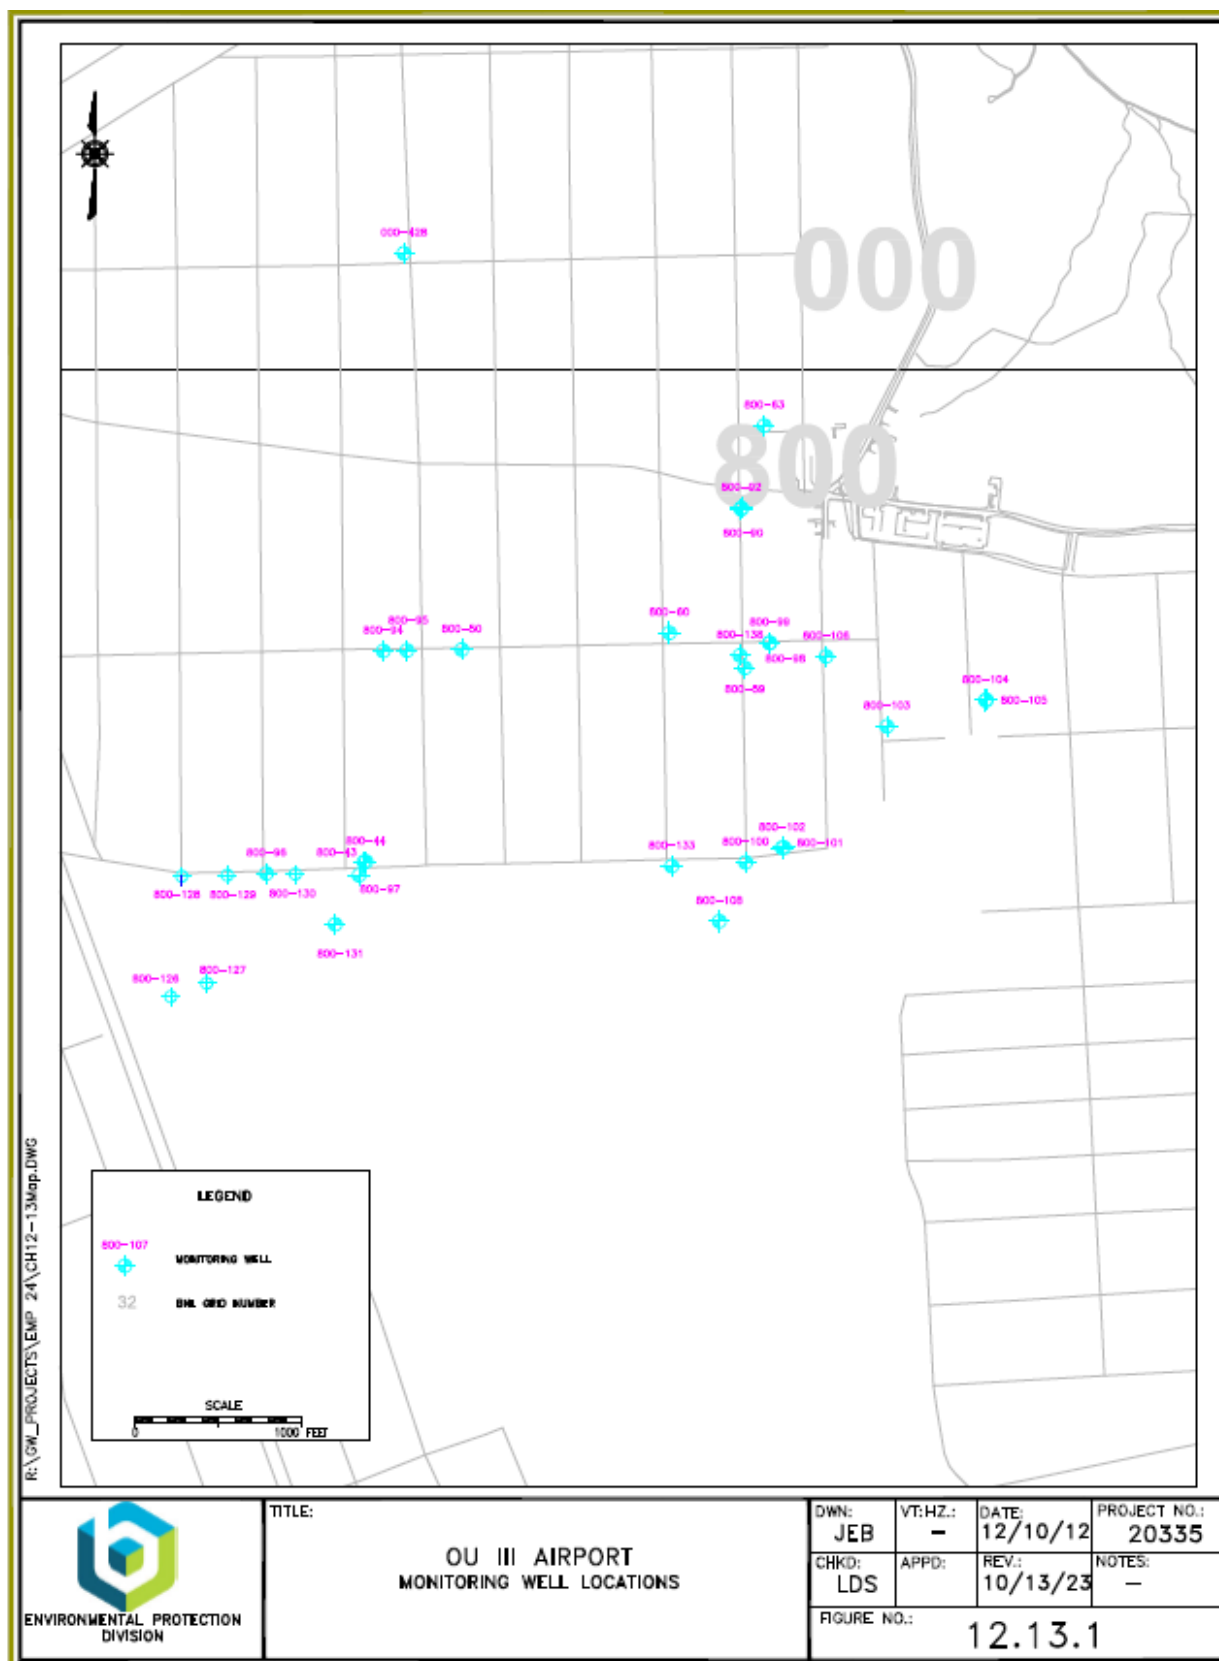 000-428
000
800-63
800
800-92
800-90
800-60
800-95
800-50
800-99
800-94
800-138
800-106
800-98
800-59
800-104
800-105
800-103
800-44
800-102
800-96
800-43
800-133
800-100
800-101
800-128
800-129
800-130
800-97
800-108
800-131
800-126
800-127
LEGEND
800-107
MONITORING WELL
32
BNL GRID NUMBER
SCALE
0 1000 FEET
R:\GW_PROJECTS\EMP 24\CH12-13Map.DWG
ENVIRONMENTAL PROTECTION
DIVISION
TITLE:
OU III AIRPORT
MONITORING WELL LOCATIONS
DWN:
JEB
VT:HZ.:
–
DATE:
12/10/12
PROJECT NO.:
20335
CHKD:
LDS
APPD:
REV.:
10/13/23
NOTES:
–
FIGURE NO.:
12.13.1